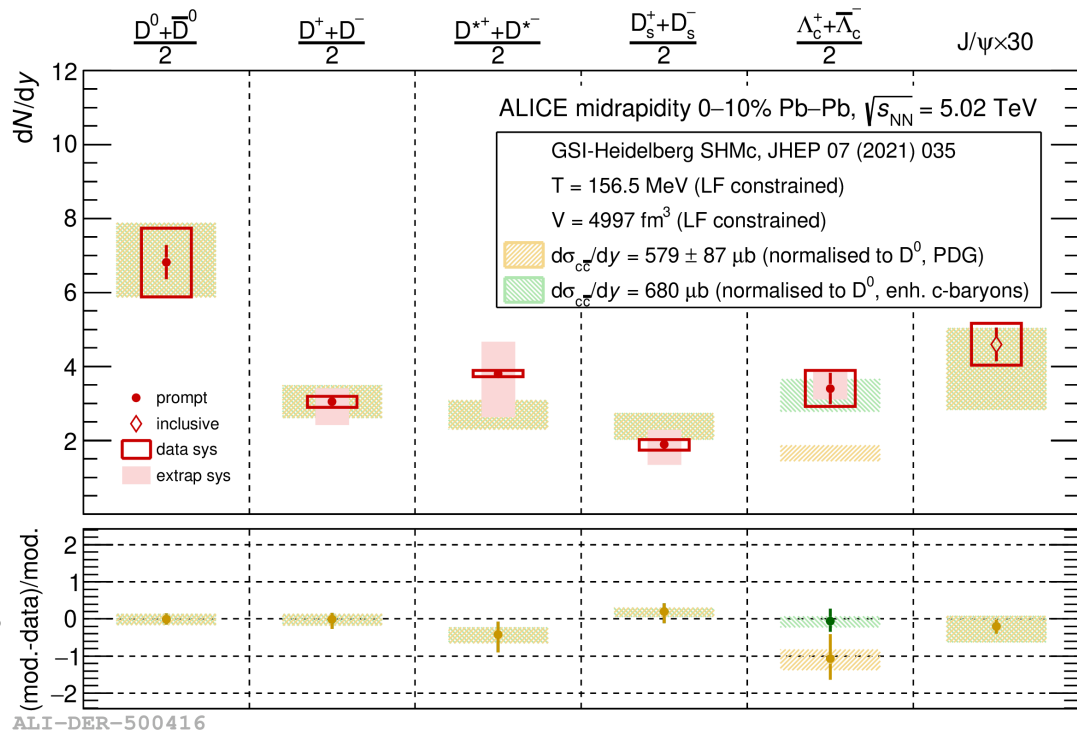 D⁰+D̅⁰ / 2
D⁺+D⁻ / 2
D*⁺+D*⁻ / 2
Dₛ⁺+Dₛ⁻ / 2
Λ_c⁺+Λ̅_c⁻ / 2
J/ψ×30
dN/dy
12
10
8
6
4
2
ALICE midrapidity 0–10% Pb–Pb, √s_NN = 5.02 TeV
GSI-Heidelberg SHMc, JHEP 07 (2021) 035
T = 156.5 MeV (LF constrained)
V = 4997 fm³ (LF constrained)
dσ_cc̅/dy = 579 ± 87 μb (normalised to D⁰, PDG)
dσ_cc̅/dy = 680 μb (normalised to D⁰, enh. c-baryons)
prompt
inclusive
data sys
extrap sys
(mod.-data)/mod.
2
1
0
−1
−2
ALI−DER−500416